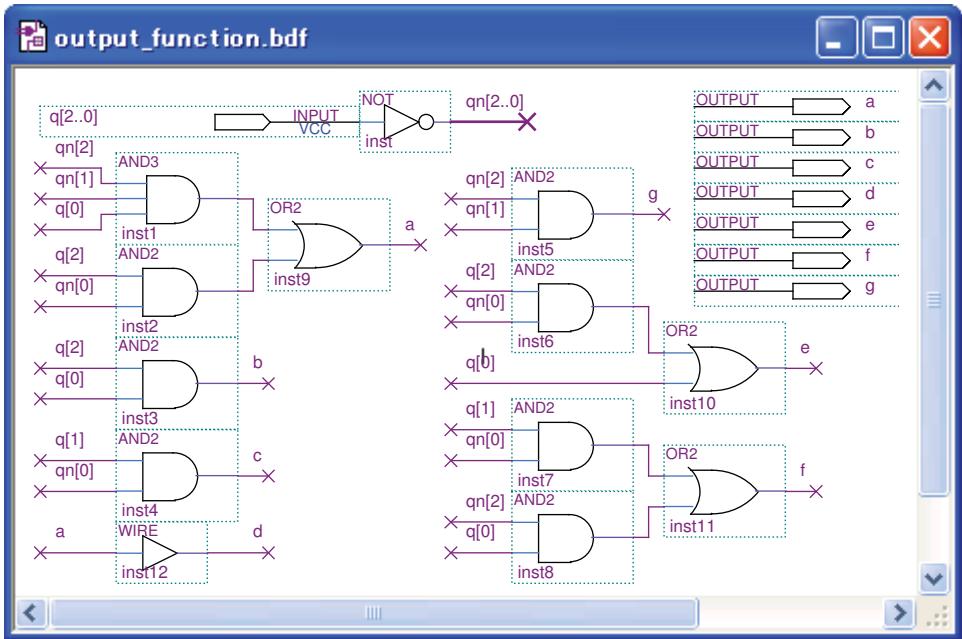 output_function.bdf
q[2..0]
INPUT
VCC
NOT
inst
qn[2..0]
OUTPUT a
OUTPUT b
OUTPUT c
OUTPUT d
OUTPUT e
OUTPUT f
OUTPUT g
qn[2]
qn[1]
q[0]
AND3
inst1
OR2
inst9
a
q[2]
qn[0]
AND2
inst2
q[2]
q[0]
AND2
inst3
b
q[1]
qn[0]
AND2
inst4
c
a
WIRE
inst12
d
qn[2]
qn[1]
AND2
inst5
g
q[2]
qn[0]
AND2
inst6
q[0]
OR2
inst10
e
q[1]
qn[0]
AND2
inst7
OR2
inst11
f
qn[2]
q[0]
AND2
inst8